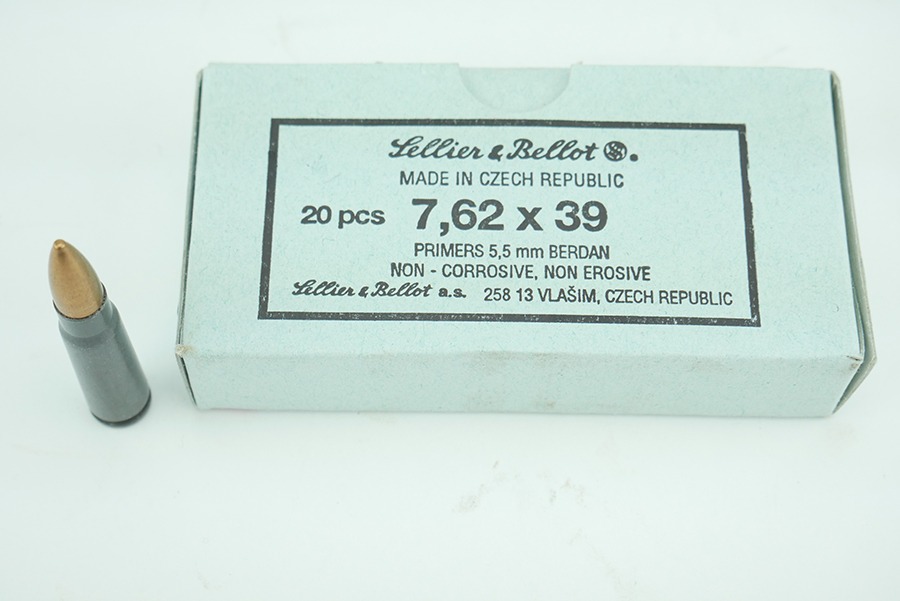 Sellier & Bellot
MADE IN CZECH REPUBLIC
20 pcs 7,62 x 39
PRIMERS 5,5 mm BERDAN
NON - CORROSIVE, NON EROSIVE
Sellier & Bellot a.s. 258 13 VLAŠIM, CZECH REPUBLIC